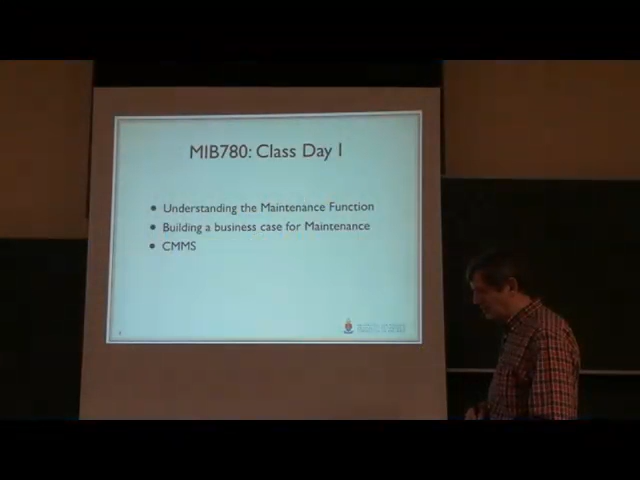 MIB780: Class Day 1
• Understanding the Maintenance Function
• Building a business case for Maintenance
• CMMS